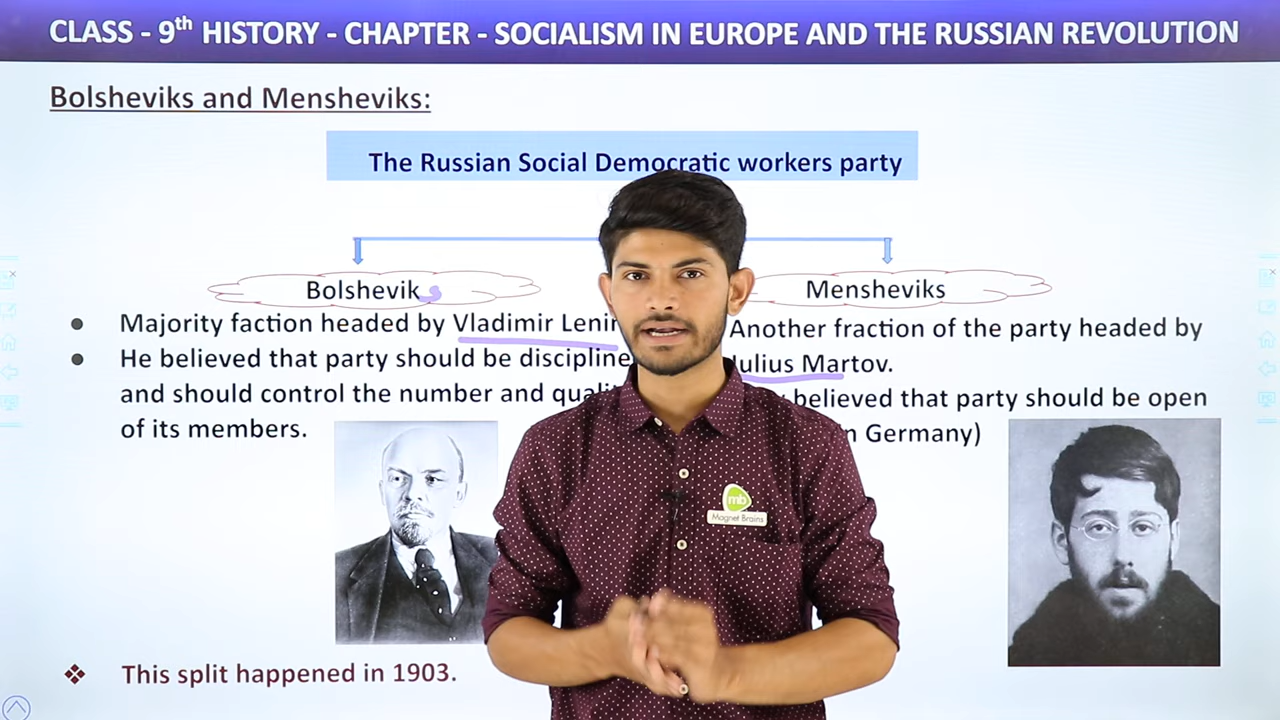 CLASS - 9th HISTORY - CHAPTER - SOCIALISM IN EUROPE AND THE RUSSIAN REVOLUTION
Bolsheviks and Mensheviks:
The Russian Social Democratic workers party
Bolshevik s
Majority faction headed by Vladimir Lenin
He believed that party should be discipline
and should control the number and quali
of its members.
Mensheviks
Another fraction of the party headed by
Julius Martov.
believed that party should be open
in Germany)
mb
Magnet Brains
This split happened in 1903.